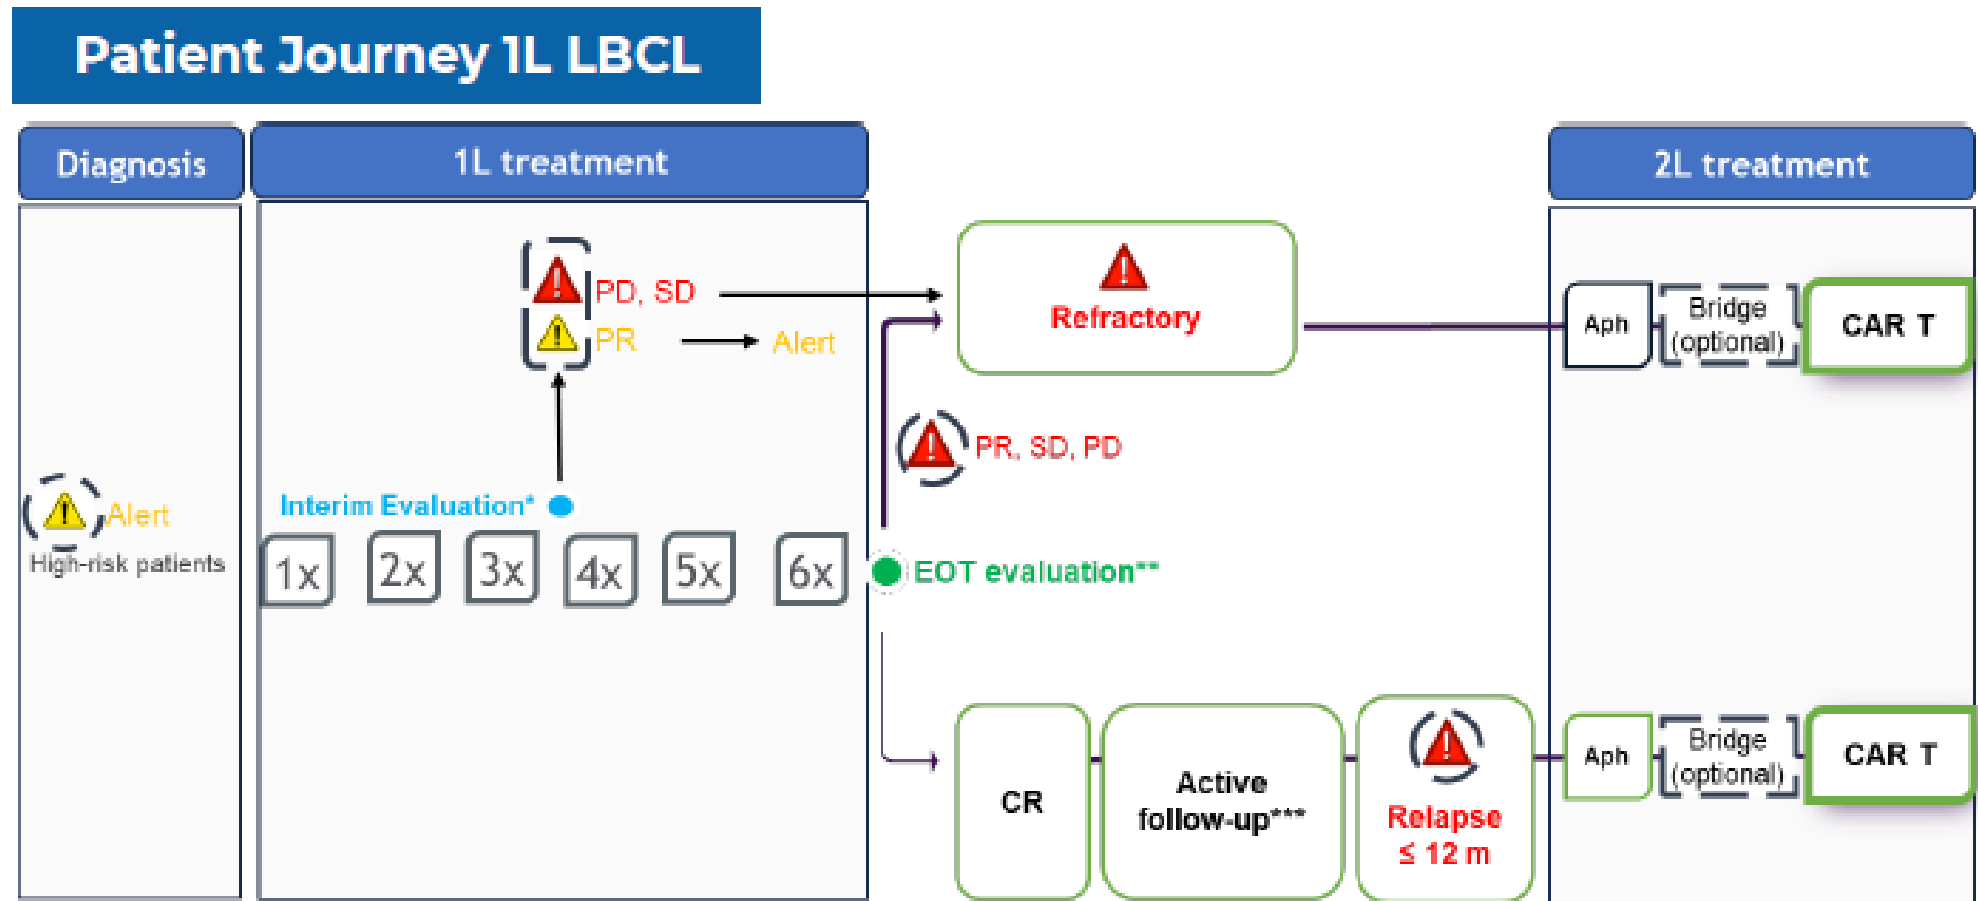 Patient Journey 1L LBCL
Diagnosis
1L treatment
2L treatment
PD, SD
PR
Alert
Refractory
Aph
Bridge
(optional)
CAR T
PR, SD, PD
Alert
High-risk patients
Interim Evaluation*
1x
2x
3x
4x
5x
6x
EOT evaluation**
CR
Active
follow-up***
Relapse
≤ 12 m
Aph
Bridge
(optional)
CAR T